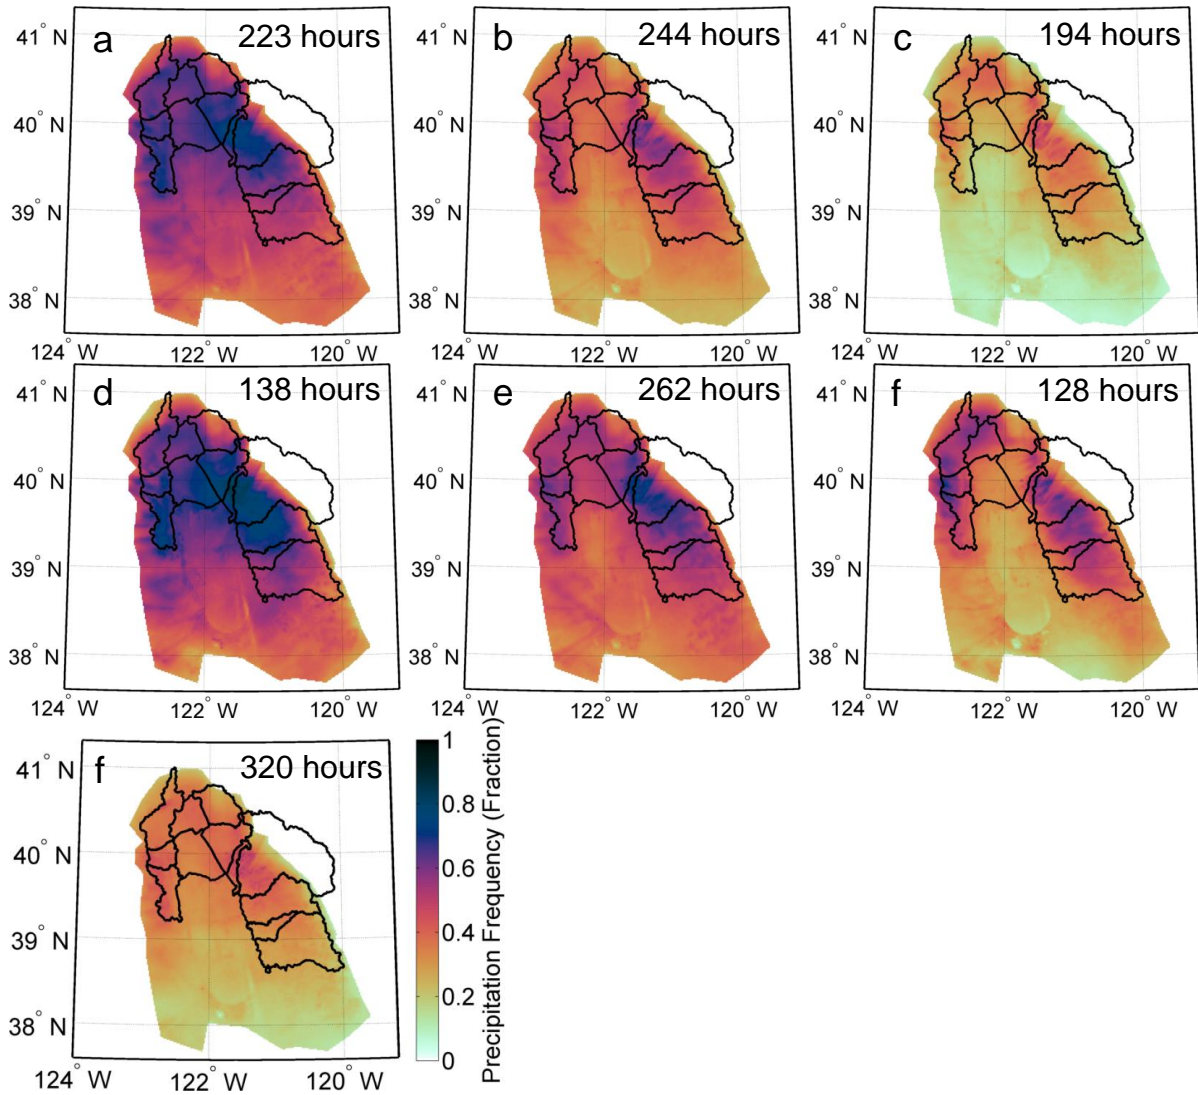 a 223 hours
41° N
40° N
39° N
38° N
124° W 122° W 120° W
b 244 hours
41° N
40° N
39° N
38° N
124° W 122° W 120° W
c 194 hours
41° N
40° N
39° N
38° N
124° W 122° W 120° W
d 138 hours
41° N
40° N
39° N
38° N
124° W 122° W 120° W
e 262 hours
41° N
40° N
39° N
38° N
124° W 122° W 120° W
f 128 hours
41° N
40° N
39° N
38° N
124° W 122° W 120° W
f 320 hours
41° N
40° N
39° N
38° N
124° W 122° W 120° W
1
0.8
0.6
0.4
0.2
0
Precipitation Frequency (Fraction)